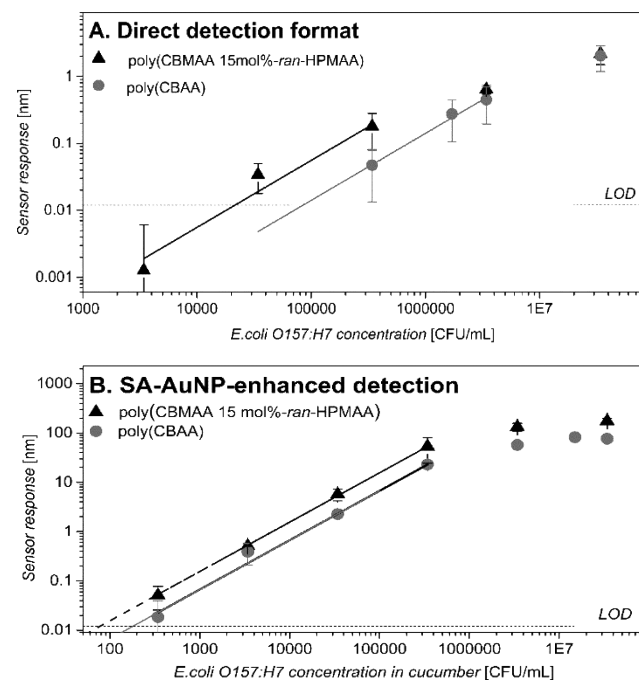 A. Direct detection format
poly(CBMAA 15mol%-ran-HPMAA)
poly(CBAA)
Sensor response [nm]
1
0.1
0.01
0.001
LOD
1000 10000 100000 1000000 1E7
E.coli O157:H7 concentration [CFU/mL]
B. SA-AuNP-enhanced detection
poly(CBMAA 15 mol%-ran-HPMAA)
poly(CBAA)
Sensor response [nm]
1000
100
10
1
0.1
0.01
LOD
100 1000 10000 100000 1000000 1E7
E.coli O157:H7 concentration in cucumber [CFU/mL]